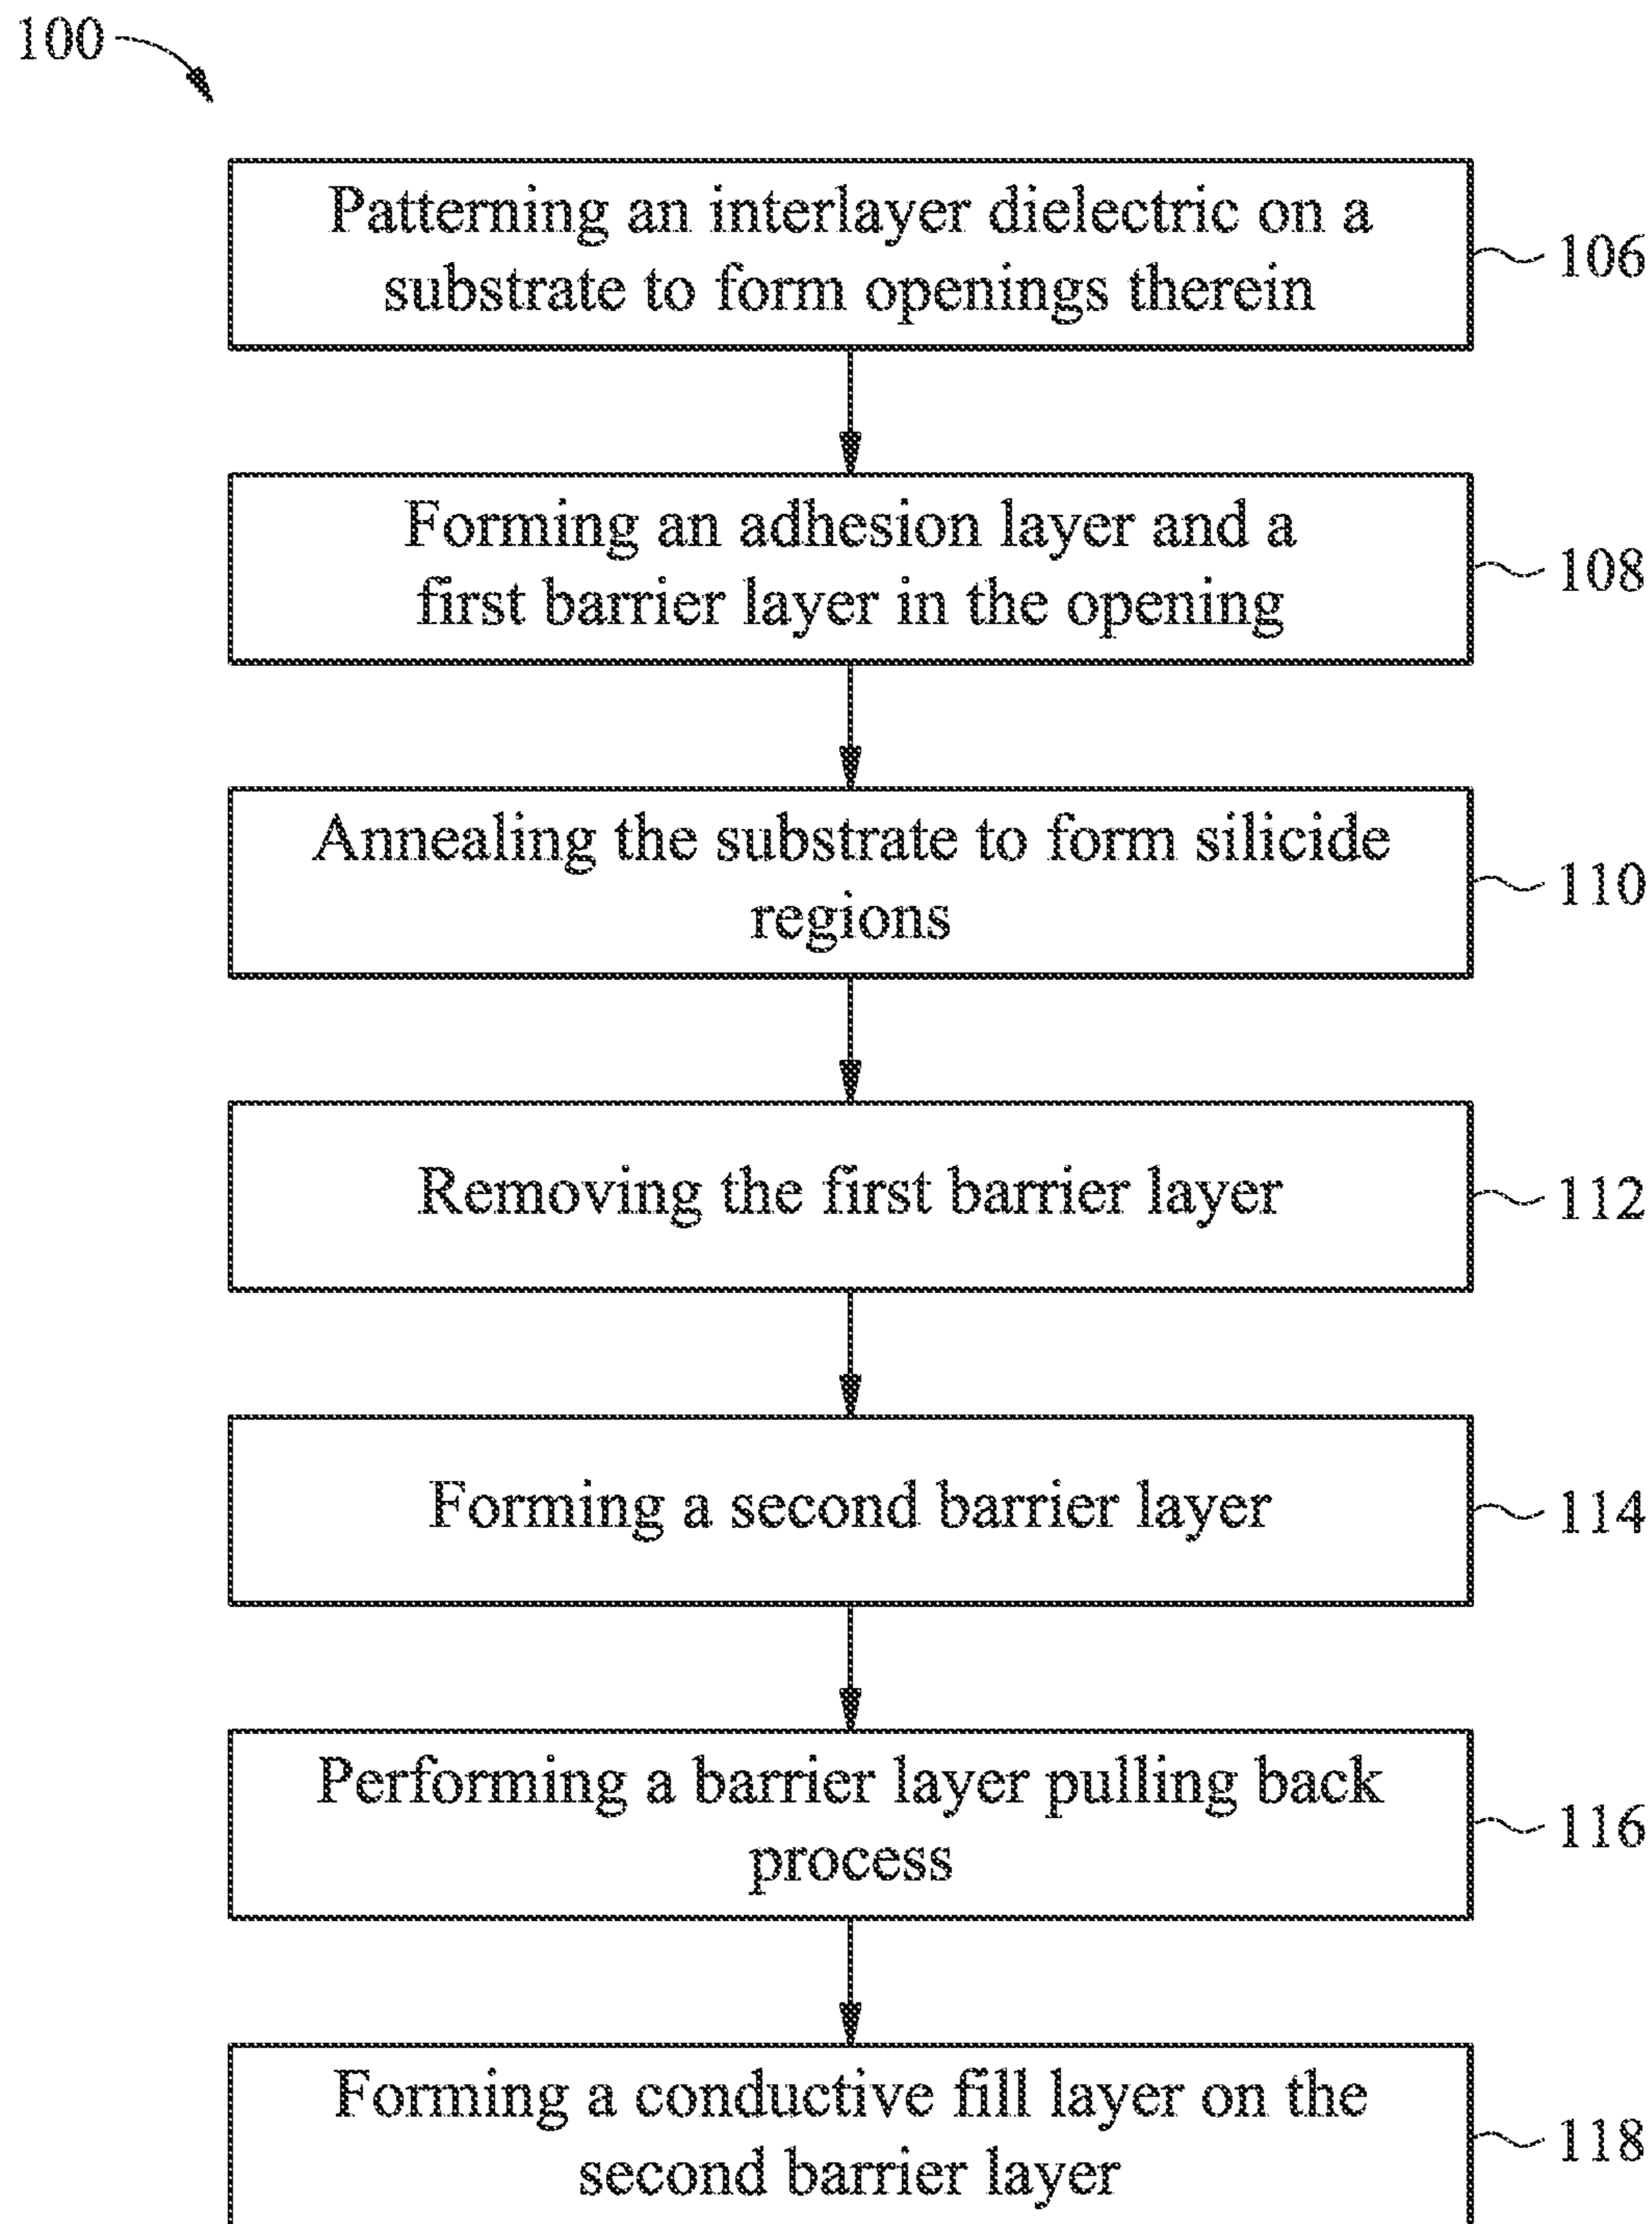 100
Patterning an interlayer dielectric on a
substrate to form openings therein
106
Forming an adhesion layer and a
first barrier layer in the opening
108
Annealing the substrate to form silicide
regions
110
Removing the first barrier layer
112
Forming a second barrier layer
114
Performing a barrier layer pulling back
process
116
Forming a conductive fill layer on the
second barrier layer
118